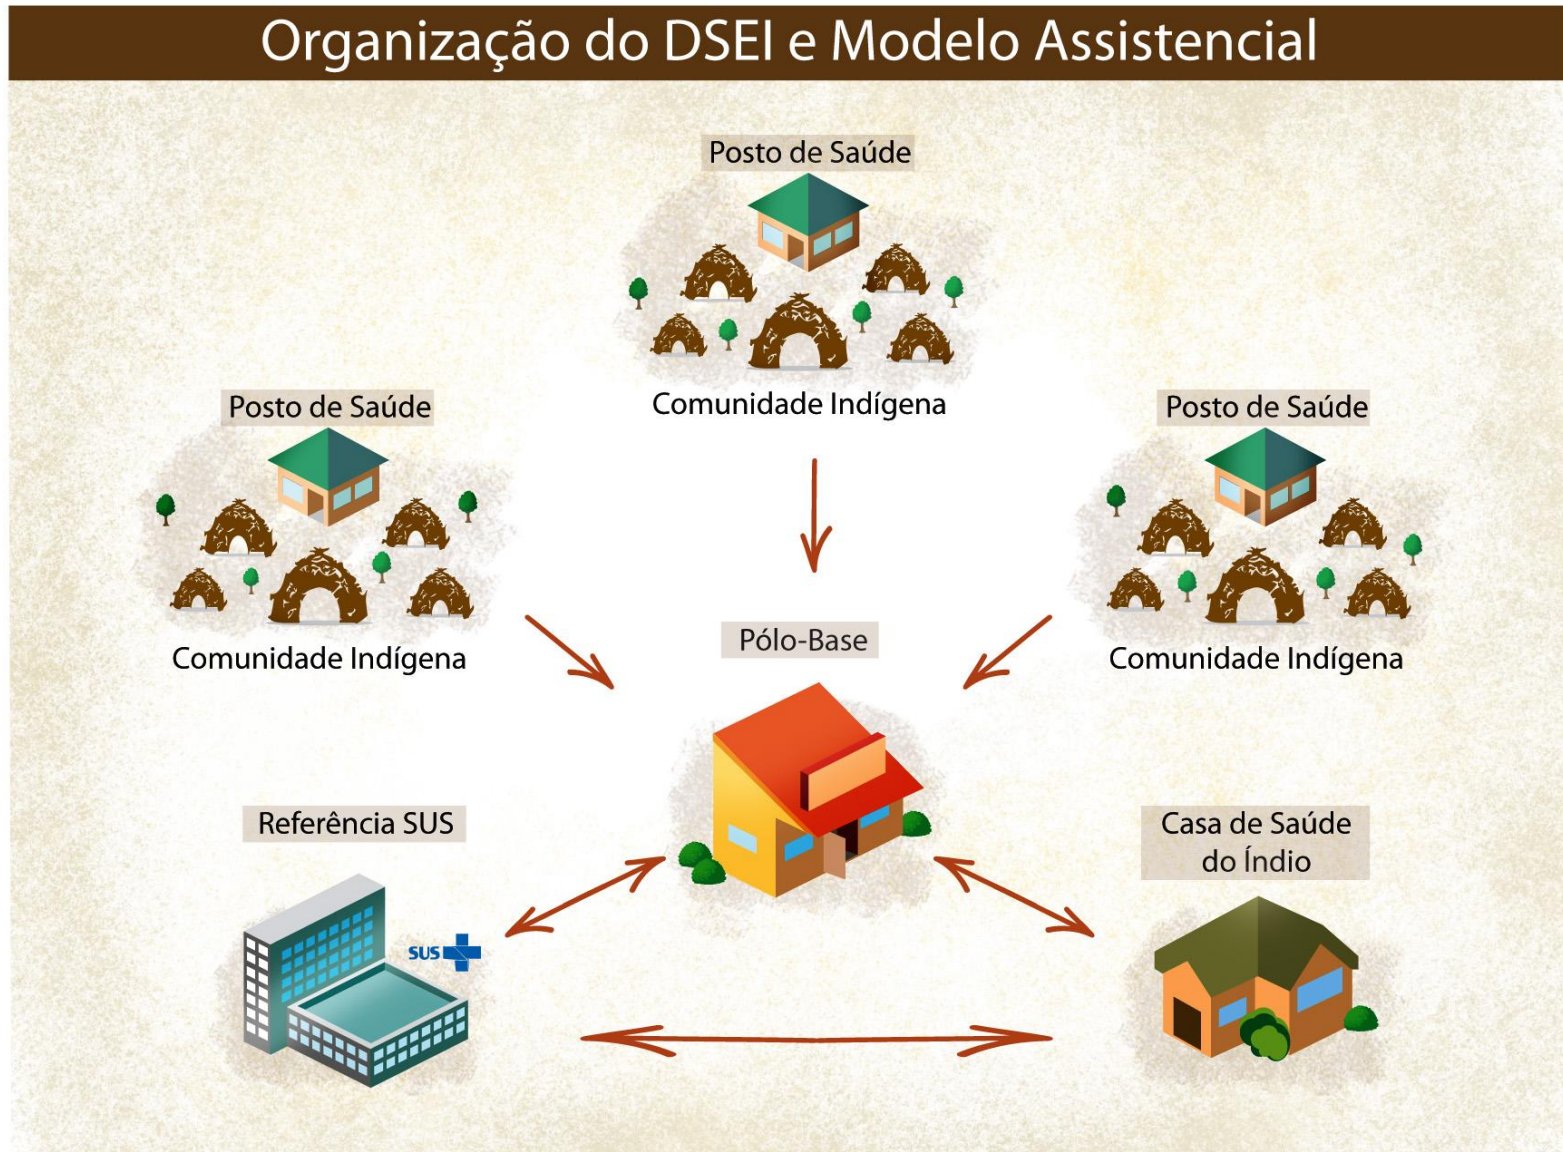 Organização do DSEI e Modelo Assistencial
Posto de Saúde
Comunidade Indígena
Posto de Saúde
Comunidade Indígena
Posto de Saúde
Comunidade Indígena
Pólo-Base
Referência SUS
SUS
Casa de Saúde
do Índio